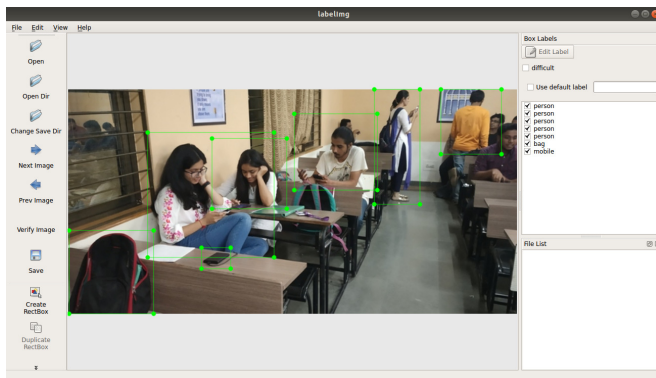 labelImg
File Edit View Help
Open
Open Dir
Change Save Dir
Next Image
Prev Image
Verify Image
Save
Create
RectBox
Duplicate
RectBox
Box Labels
Edit Label
difficult
Use default label
person
person
person
person
person
bag
mobile
File List